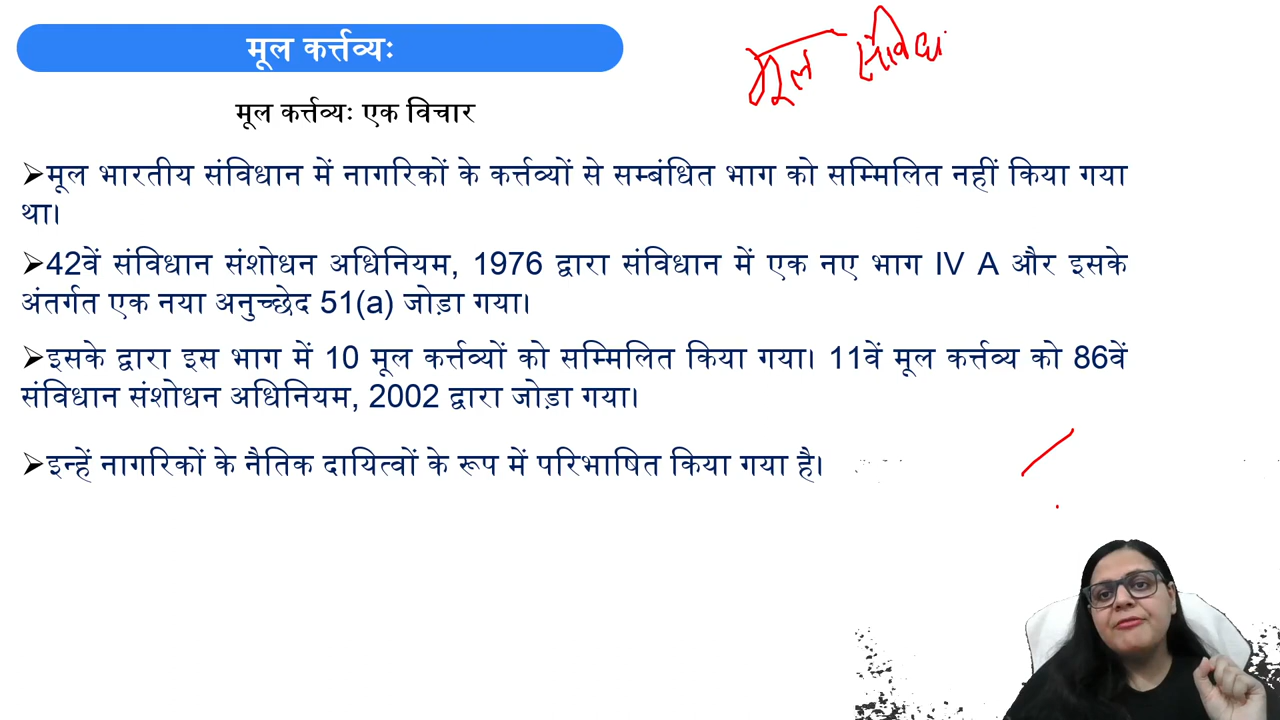 मूल कर्त्तव्यः
मूल संविधा
मूल कर्त्तव्यः एक विचार
➢मूल भारतीय संविधान में नागरिकों के कर्त्तव्यों से सम्बंधित भाग को सम्मिलित नहीं किया गया
था।
➢42वें संविधान संशोधन अधिनियम, 1976 द्वारा संविधान में एक नए भाग IV A और इसके
अंतर्गत एक नया अनुच्छेद 51(a) जोड़ा गया।
➢इसके द्वारा इस भाग में 10 मूल कर्त्तव्यों को सम्मिलित किया गया। 11वें मूल कर्त्तव्य को 86वें
संविधान संशोधन अधिनियम, 2002 द्वारा जोड़ा गया।
➢इन्हें नागरिकों के नैतिक दायित्वों के रूप में परिभाषित किया गया है।